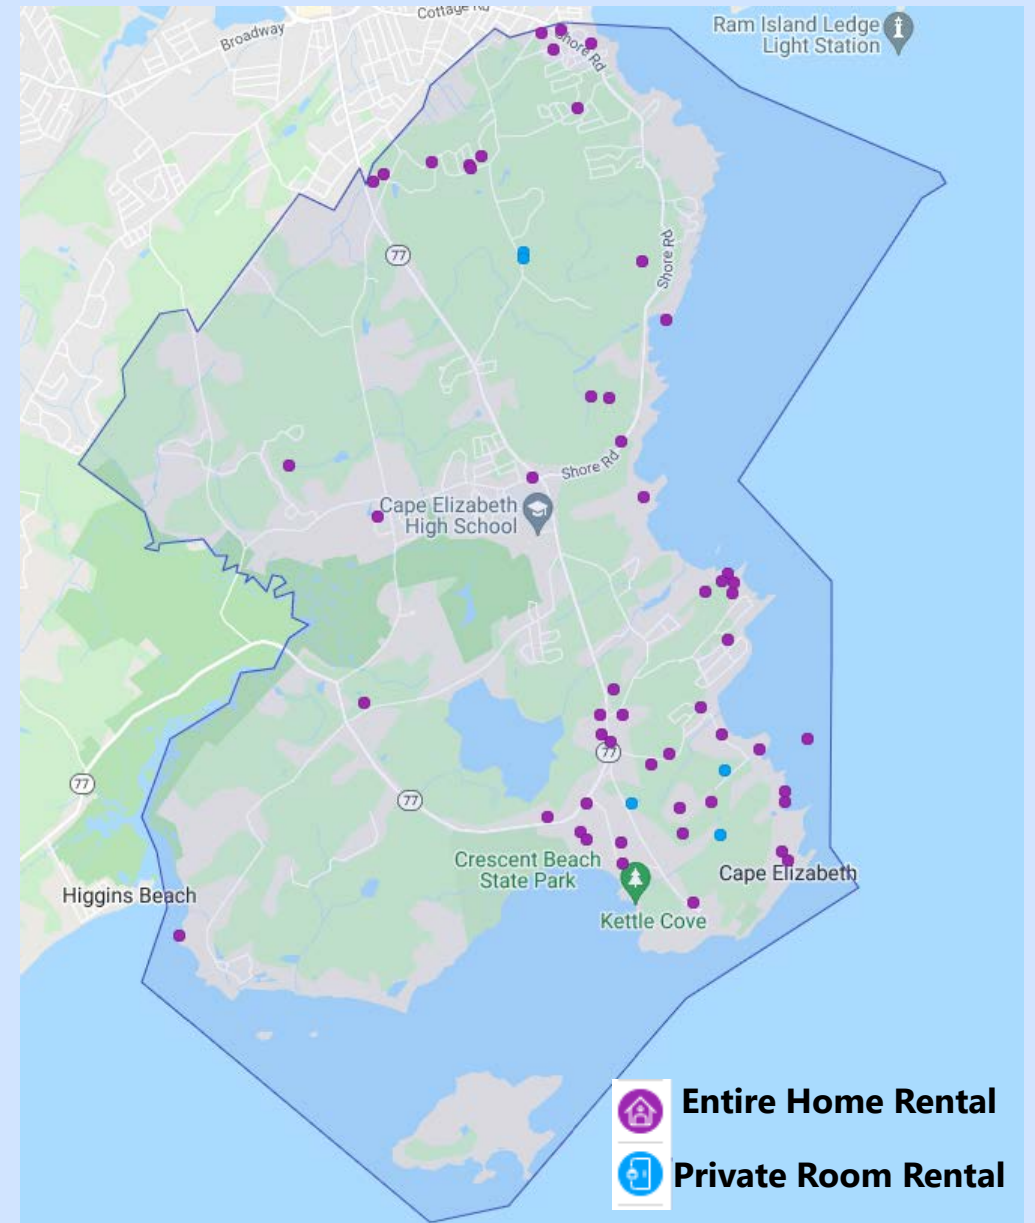 Cottage Rd
Broadway
Ram Island Ledge
Light Station
Shore Rd
77
Shore Rd
Shore Rd
Cape Elizabeth
High School
77
77
77
Crescent Beach
State Park
Cape Elizabeth
Higgins Beach
Kettle Cove
Entire Home Rental
Private Room Rental